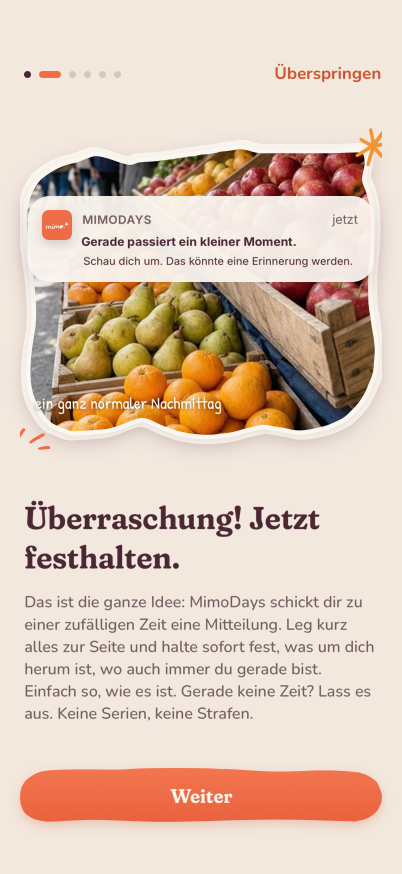 Überspringen
mimo
MIMODAYS
jetzt
Gerade passiert ein kleiner Moment.
Schau dich um. Das könnte eine Erinnerung werden.
ein ganz normaler Nachmittag
Überraschung! Jetzt
festhalten.
Das ist die ganze Idee: MimoDays schickt dir zu
einer zufälligen Zeit eine Mitteilung. Leg kurz
alles zur Seite und halte sofort fest, was um dich
herum ist, wo auch immer du gerade bist.
Einfach so, wie es ist. Gerade keine Zeit? Lass es
aus. Keine Serien, keine Strafen.
Weiter